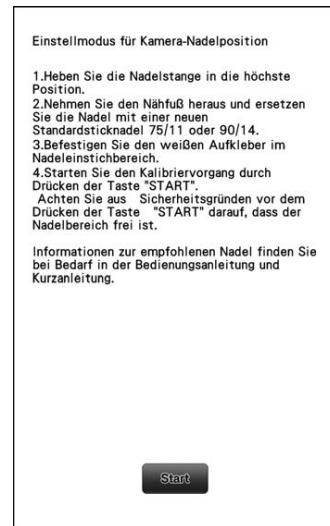 Einstellmodus für Kamera-Nadelposition
1.Heben Sie die Nadelstange in die höchste
Position.
2.Nehmen Sie den Nähfuß heraus und ersetzen
Sie die Nadel mit einer neuen
Standardsticknadel 75/11 oder 90/14.
3.Befestigen Sie den weißen Aufkleber im
Nadeleinstichbereich.
4.Starten Sie den Kalibriervorgang durch
Drücken der Taste "START".
Achten Sie aus Sicherheitsgründen vor dem
Drücken der Taste "START" darauf, dass der
Nadelbereich frei ist.
Informationen zur empfohlenen Nadel finden Sie
bei Bedarf in der Bedienungsanleitung und
Kurzanleitung.
Start